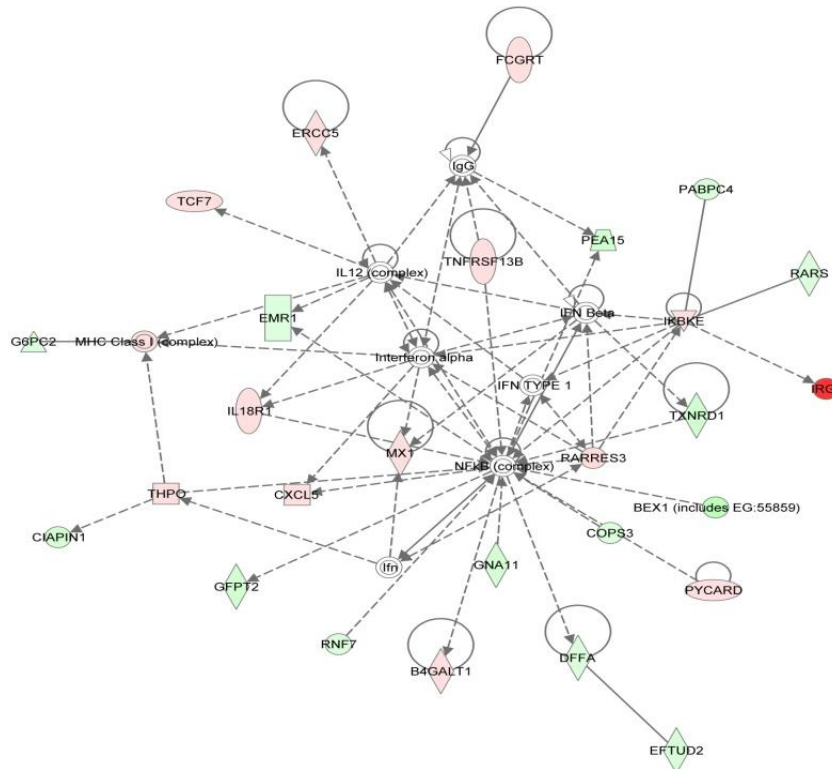 FCGRT
ERCC5
IgG
TCF7
PABPC4
PEA15
TNFRSF13B
IL12 (complex)
RARS
EMR1
IFN Beta
IKBKE
G6PC2
MHC Class I (complex)
Interferon alpha
IFN TYPE 1
IRG
IL18R1
TXNRD1
MX1
RARRES3
NFkB (complex)
THPO
CXCL5
BEX1 (includes EG:55859)
CIAPIN1
COPS3
Ifn
GNA11
GFPT2
PYCARD
RNF7
DFFA
B4GALT1
EFTUD2